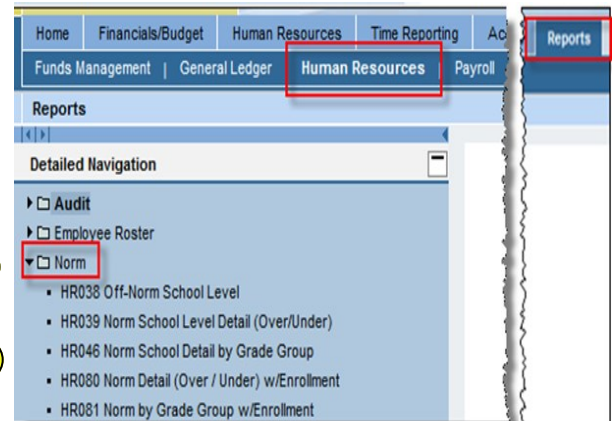 Home Financials/Budget Human Resources Time Reporting Reports
Funds Management | General Ledger Human Resources | Payroll
Reports
Detailed Navigation
Audit
Employee Roster
Norm
HR038 Off-Norm School Level
HR039 Norm School Level Detail (Over/Under)
HR046 Norm School Detail by Grade Group
HR080 Norm Detail (Over / Under) w/Enrollment
HR081 Norm by Grade Group w/Enrollment